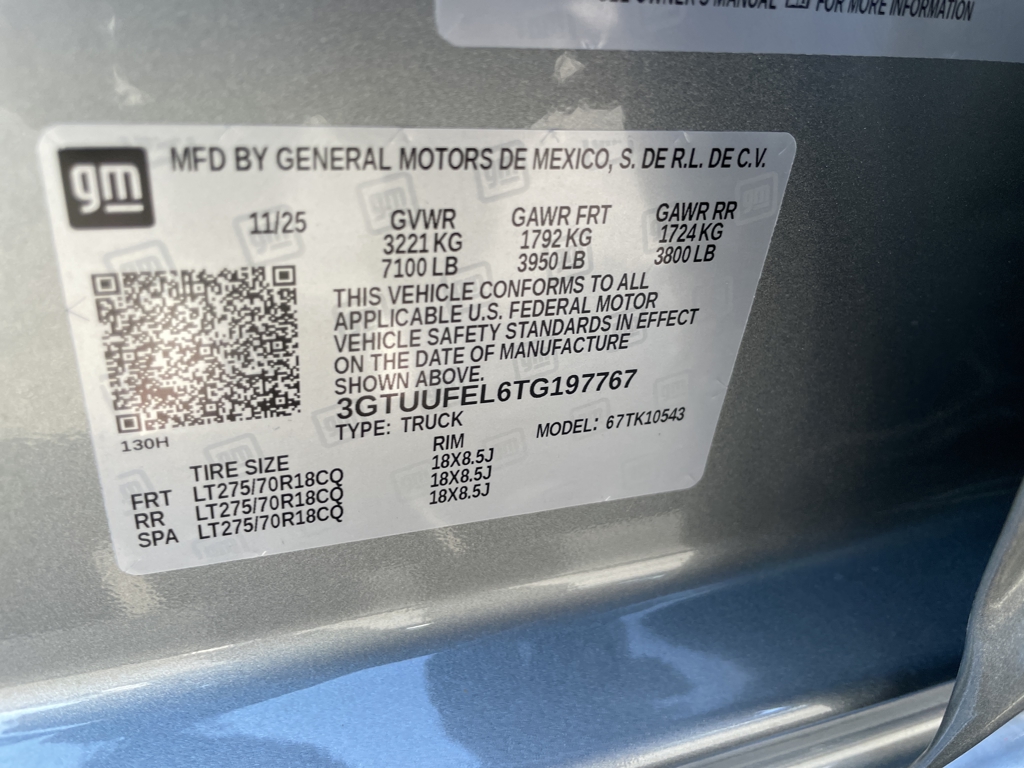 OWNER'S MANUAL FOR MORE INFORMATION
gm
MFD BY GENERAL MOTORS DE MEXICO, S. DE R.L. DE C.V.
11/25 GVWR GAWR FRT GAWR RR
3221 KG 1792 KG 1724 KG
7100 LB 3950 LB 3800 LB
THIS VEHICLE CONFORMS TO ALL
APPLICABLE U.S. FEDERAL MOTOR
VEHICLE SAFETY STANDARDS IN EFFECT
ON THE DATE OF MANUFACTURE
SHOWN ABOVE.
3GTUUFEL6TG197767
TYPE: TRUCK MODEL: 67TK10543
130H
TIRE SIZE RIM
FRT LT275/70R18CQ 18X8.5J
RR LT275/70R18CQ 18X8.5J
SPA LT275/70R18CQ 18X8.5J